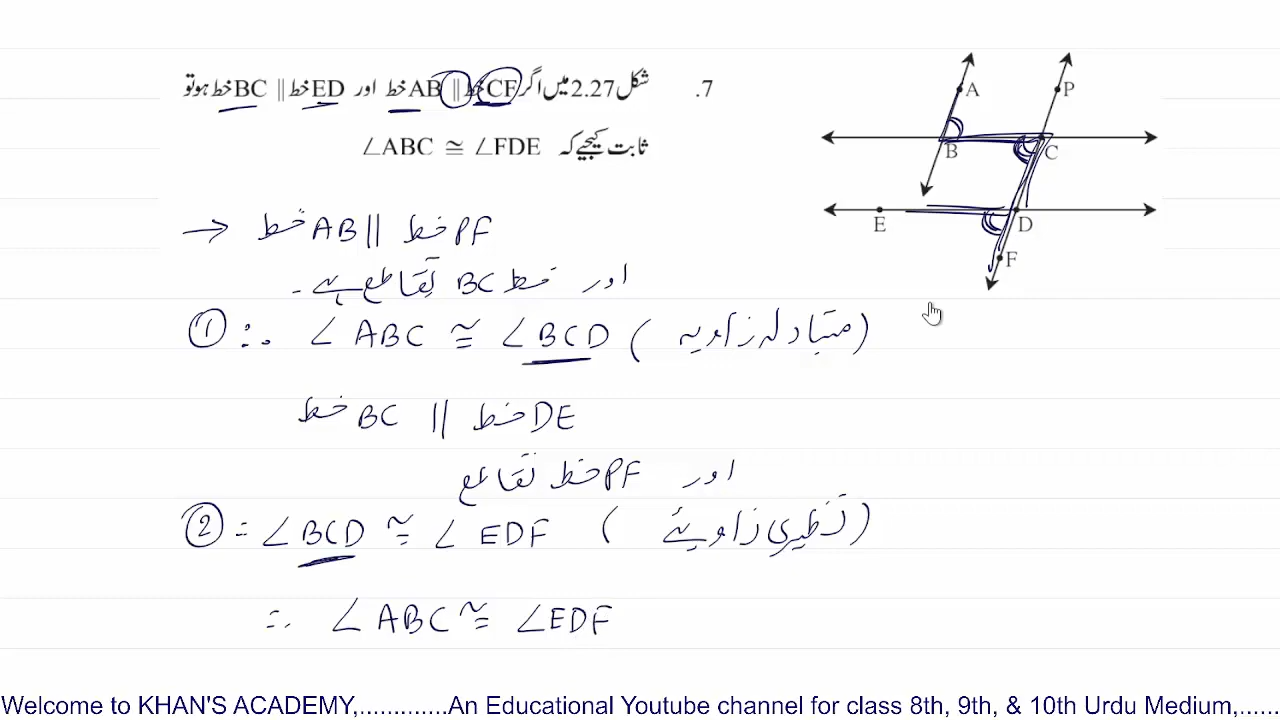 7. شکل 2.27 میں اگر CF خط || AB خط اور ED خط || BC خط ہو تو
ثابت کیجیے کہ ∠ABC ≅ ∠FDE
A
P
B
C
E
D
F
→ خط AB || خط PF
اور خط BC تقاطع ہے۔
① ∴ ∠ABC ≅ ∠BCD (متبادلہ زاویہ)
خط BC || خط DE
اور PF خط تقاطع
② = ∠BCD ≅ ∠EDF (نظیری زاویئے)
∴ ∠ABC ≅ ∠EDF
Welcome to KHAN'S ACADEMY,.............An Educational Youtube channel for class 8th, 9th, & 10th Urdu Medium,......